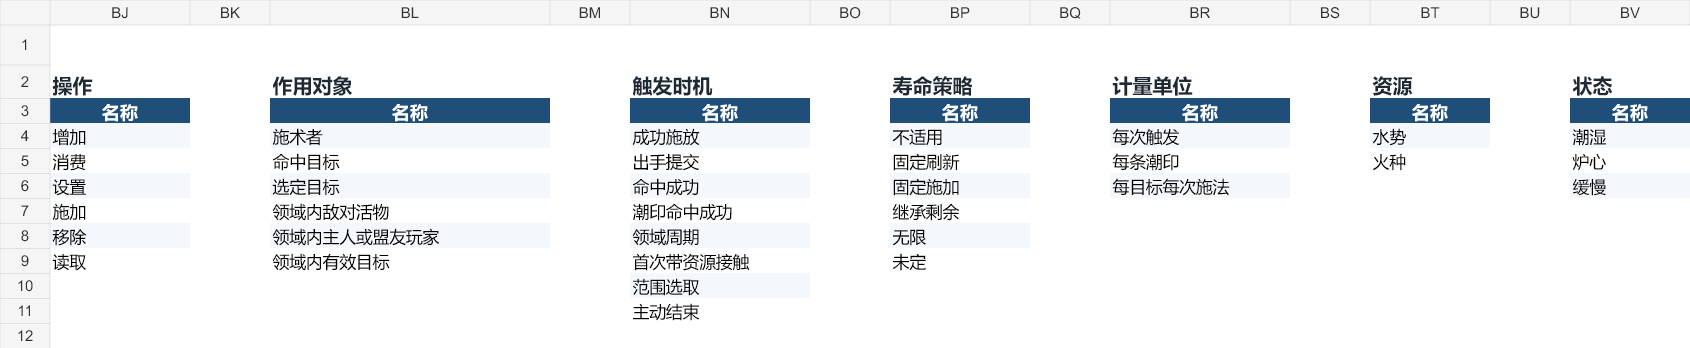 BJ BK BL BM BN BO BP BQ BR BS BT BU BV
1
2 操作 作用对象 触发时机 寿命策略 计量单位 资源 状态
3 名称 名称 名称 名称 名称 名称 名称
4 增加 施术者 成功施放 不适用 每次触发 水势 潮湿
5 消费 命中目标 出手提交 固定刷新 每条潮印 火种 炉心
6 设置 选定目标 命中成功 固定施加 每目标每次施法 缓慢
7 施加 领域内敌对活物 潮印命中成功 继承剩余
8 移除 领域内主人或盟友玩家 领域周期 无限
9 读取 领域内有效目标 首次带资源接触 未定
10 范围选取
11 主动结束
12